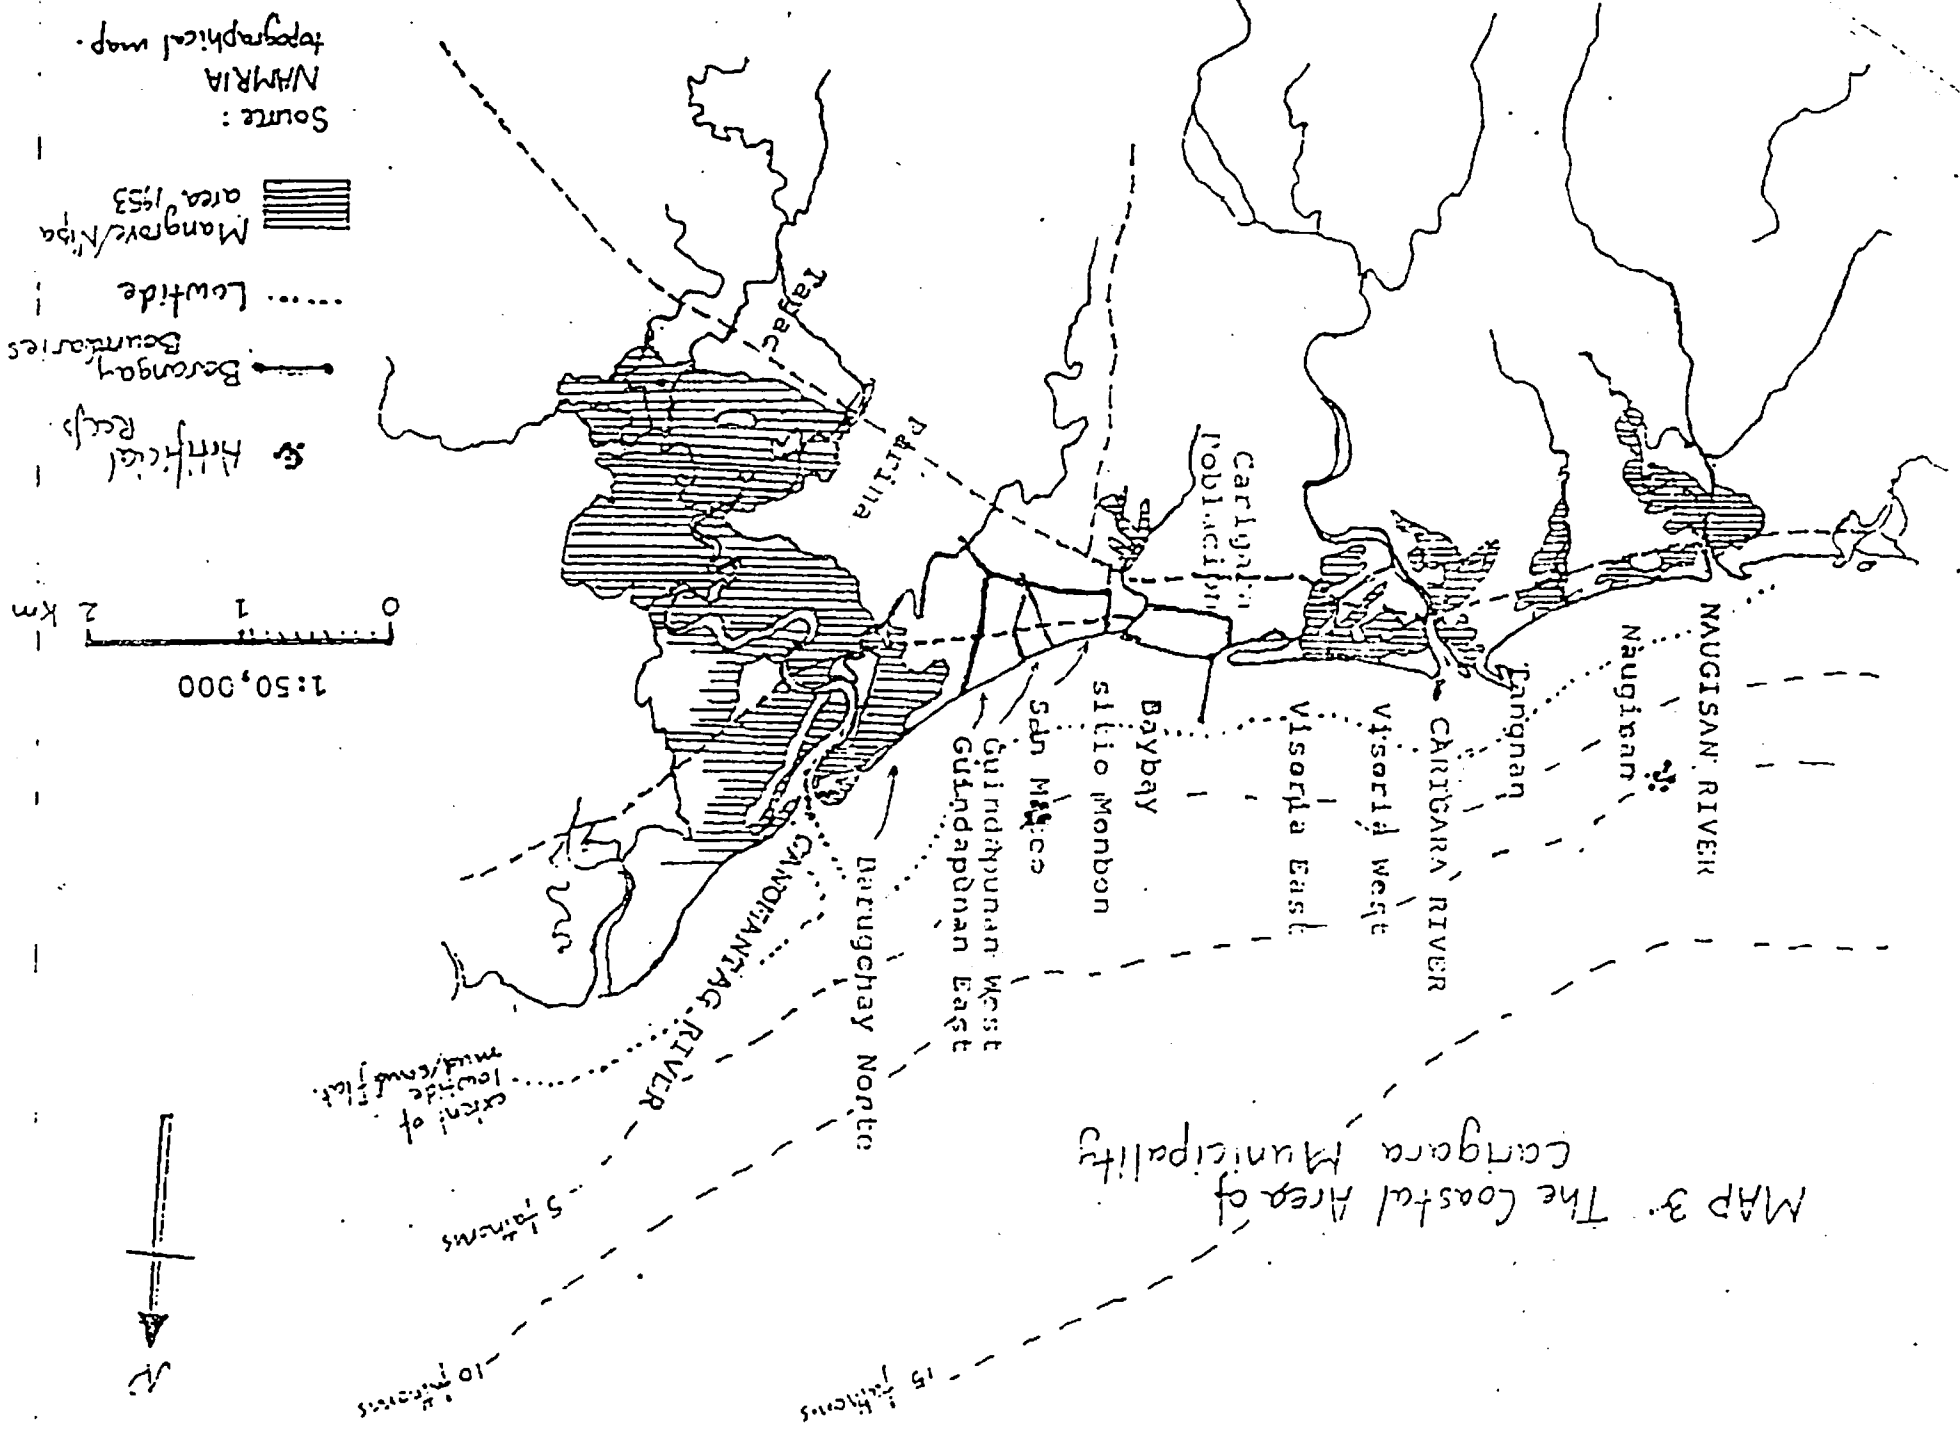 MAP 3. The Coastal Area of
Carigara Municipality
N
15 fathoms
10 fathoms
5 fathoms
extent of
lowtide
mud/sand flat.
NAUGISAN RIVER
Naugisan
Tangnan
CARIGARA RIVER
Visoria West
Visoria East
Baybay
Sitio Monbon
San Mateo
Guindapunan West
Guindapunan East
Barugohay Norte
CANOMANTAG RIVER
Carigara
Poblacion
Parina
Tagac
1:50,000
0 1 2 km
Artificial
Reefs
Barangay
Boundaries
Lowtide
Mangrove/Nipa
area 1953
Source :
NAMRIA
topographical map.